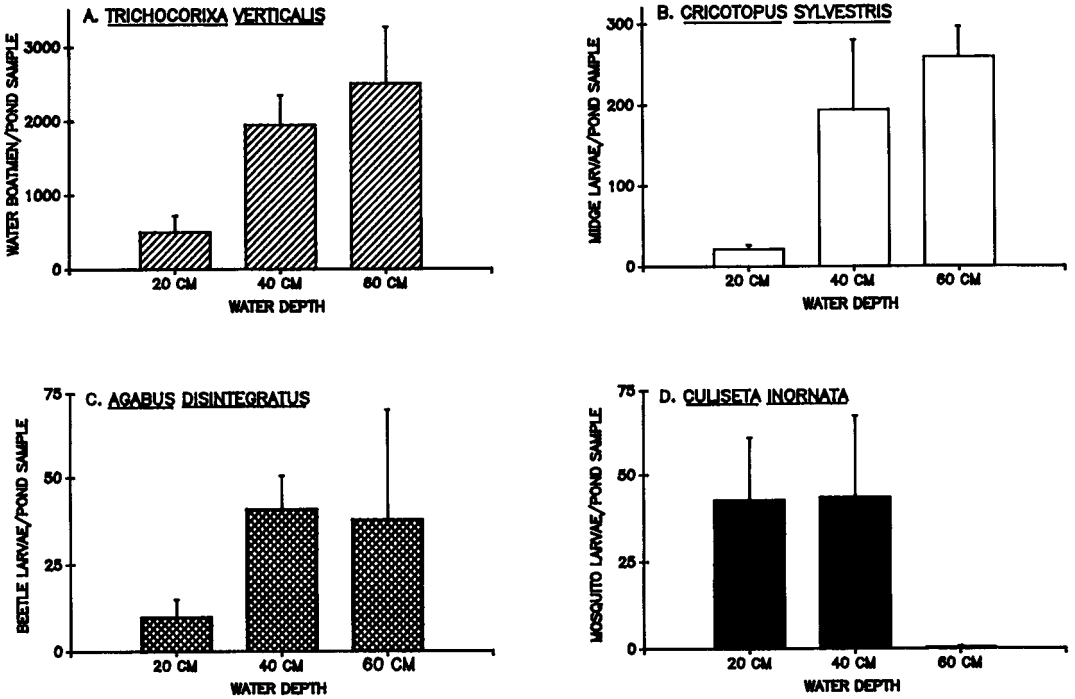 A. TRICHOCORIXA VERTICALIS
WATER BOATMEN/POND SAMPLE
3000
2000
1000
0
20 CM 40 CM 60 CM
WATER DEPTH
B. CRICOTOPUS SYLVESTRIS
MIDGE LARVAE/POND SAMPLE
300
200
100
0
20 CM 40 CM 60 CM
WATER DEPTH
C. AGABUS DISINTEGRATUS
BEETLE LARVAE/POND SAMPLE
75
50
25
0
20 CM 40 CM 60 CM
WATER DEPTH
D. CULISETA INORNATA
MOSQUITO LARVAE/POND SAMPLE
75
50
25
0
20 CM 40 CM 60 CM
WATER DEPTH